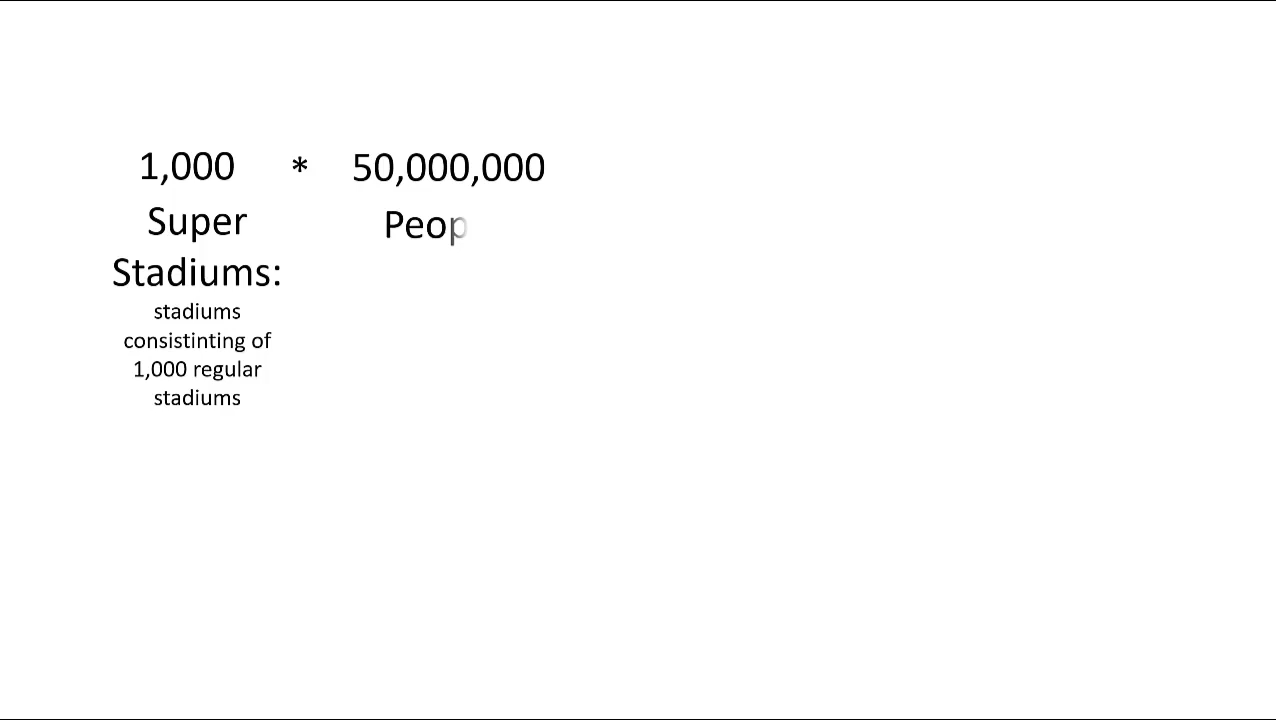 1,000 * 50,000,000
Super Peop
Stadiums:
stadiums
consistinting of
1,000 regular
stadiums